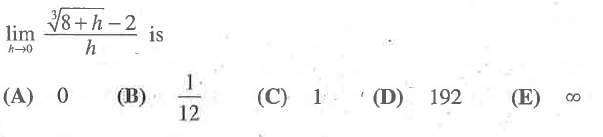 lim h→0 (∛8+h − 2)/h is
(A) 0 (B) 1/12 (C) 1 (D) 192 (E) ∞